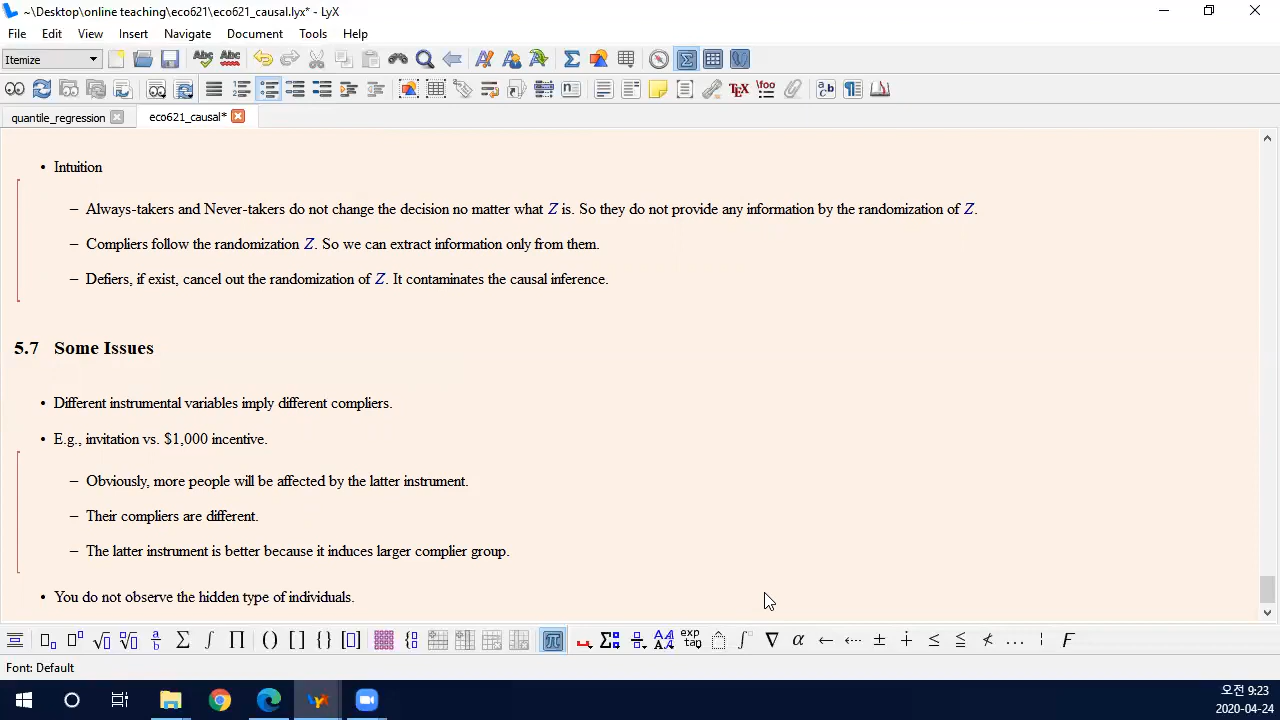 ~\Desktop\online teaching\eco621\eco621_causal.lyx* - LyX
File Edit View Insert Navigate Document Tools Help
Itemize
quantile_regression eco621_causal*
• Intuition
– Always-takers and Never-takers do not change the decision no matter what Z is. So they do not provide any information by the randomization of Z.
– Compliers follow the randomization Z. So we can extract information only from them.
– Defiers, if exist, cancel out the randomization of Z. It contaminates the causal inference.
5.7 Some Issues
• Different instrumental variables imply different compliers.
• E.g., invitation vs. $1,000 incentive.
– Obviously, more people will be affected by the latter instrument.
– Their compliers are different.
– The latter instrument is better because it induces larger complier group.
• You do not observe the hidden type of individuals.
Font: Default
오전 9:23
2020-04-24